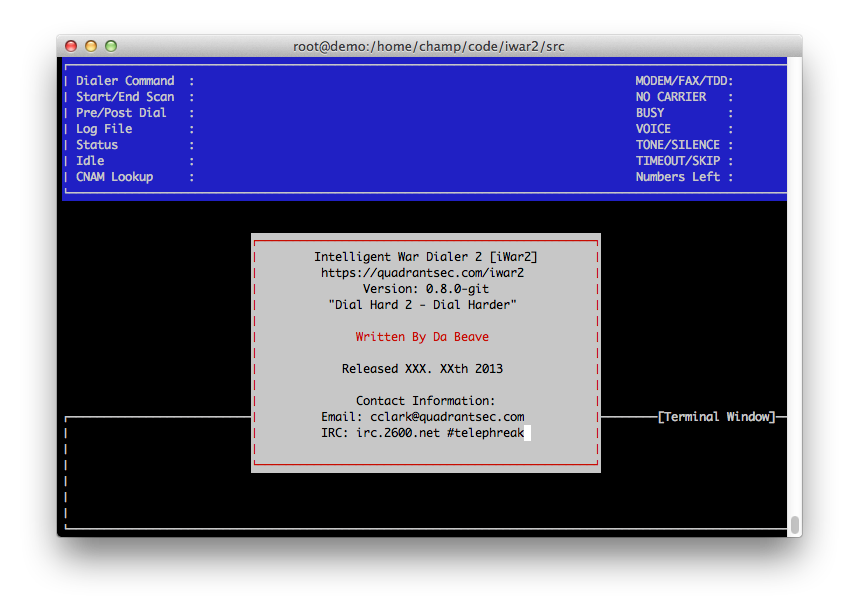 root@demo:/home/champ/code/iwar2/src
Dialer Command :
Start/End Scan :
Pre/Post Dial :
Log File :
Status :
Idle :
CNAM Lookup :
MODEM/FAX/TDD:
NO CARRIER :
BUSY :
VOICE :
TONE/SILENCE :
TIMEOUT/SKIP :
Numbers Left :
Intelligent War Dialer 2 [iWar2]
https://quadrantsec.com/iwar2
Version: 0.8.0-git
"Dial Hard 2 - Dial Harder"
Written By Da Beave
Released XXX. XXth 2013
Contact Information:
Email: cclark@quadrantsec.com
IRC: irc.2600.net #telephreak
[Terminal Window]